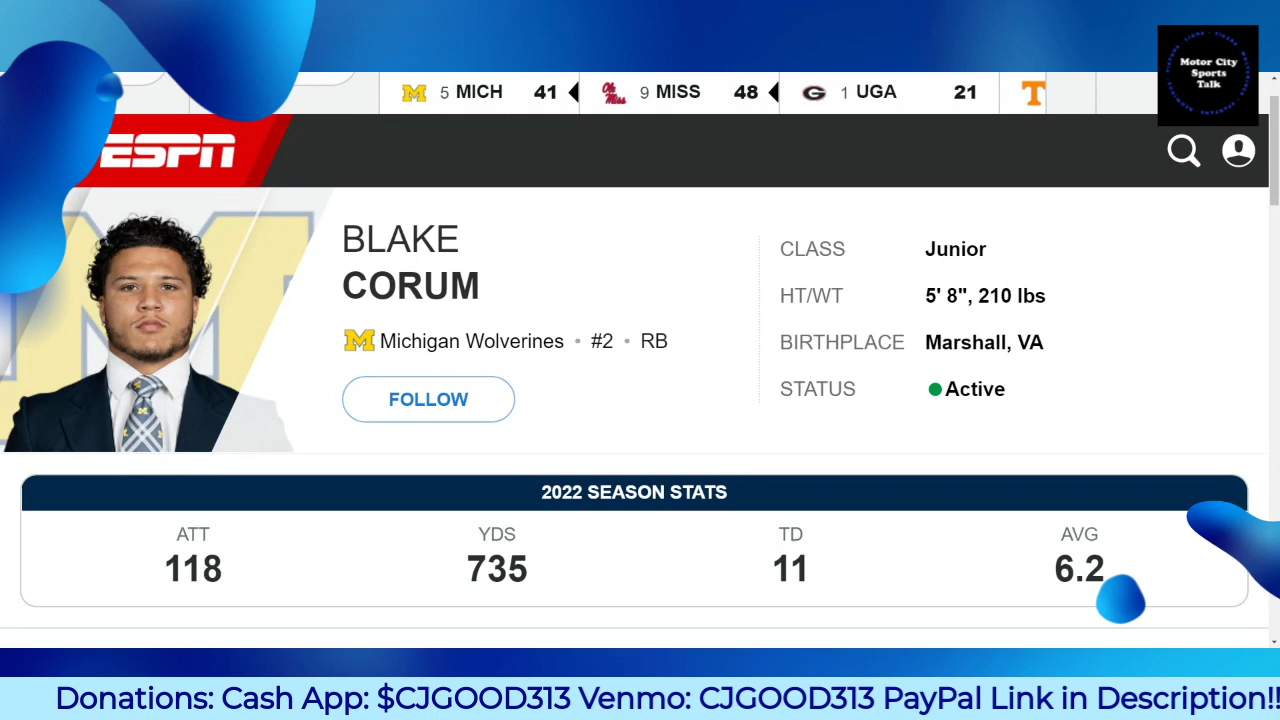 5 MICH 41 9 MISS 48 1 UGA 21
Motor City
Sports
Talk
ESPN
BLAKE
CORUM
Michigan Wolverines • #2 • RB
FOLLOW
CLASS Junior
HT/WT 5' 8", 210 lbs
BIRTHPLACE Marshall, VA
STATUS Active
2022 SEASON STATS
ATT YDS TD AVG
118 735 11 6.2
Donations: Cash App: $CJGOOD313 Venmo: CJGOOD313 PayPal Link in Description!!